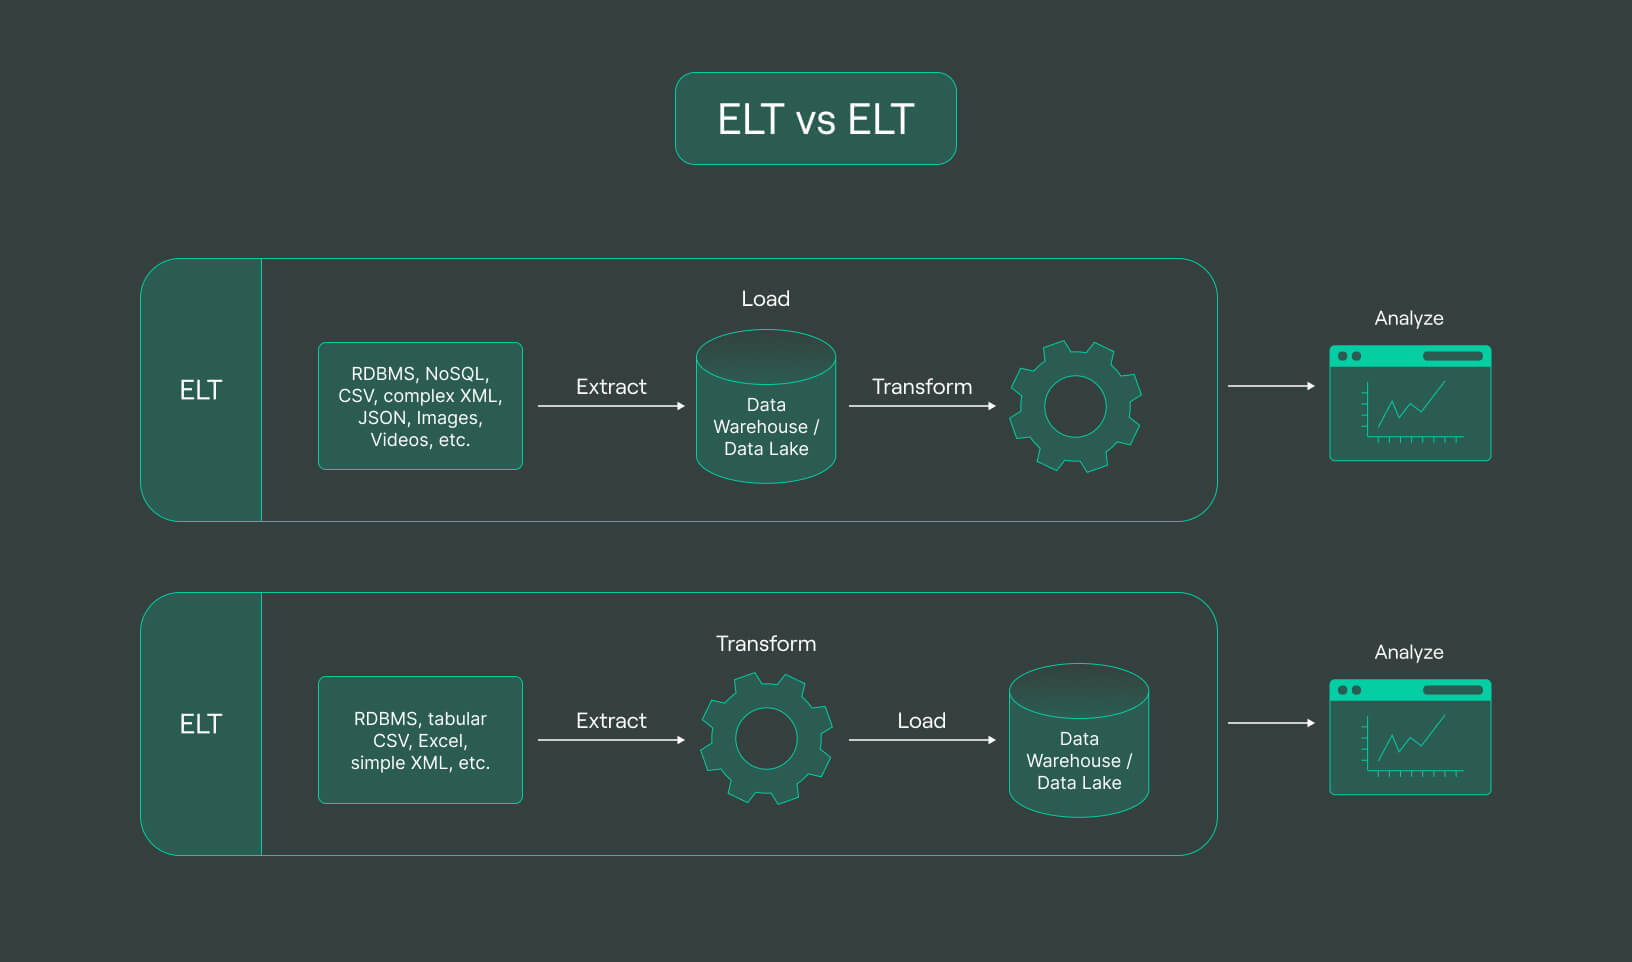 ELT vs ELT
ELT
RDBMS, NoSQL,
CSV, complex XML,
JSON, Images,
Videos, etc.
Extract
Load
Data
Warehouse /
Data Lake
Transform
Analyze
ELT
RDBMS, tabular
CSV, Excel,
simple XML, etc.
Extract
Transform
Load
Data
Warehouse /
Data Lake
Analyze